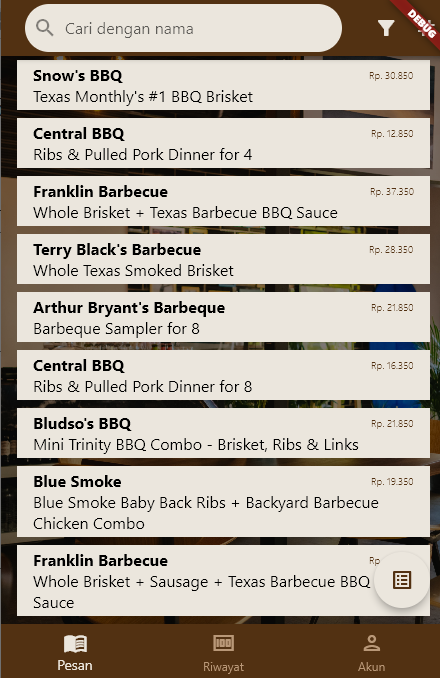 Cari dengan nama
DEBUG
Snow's BBQ
Rp. 30.850
Texas Monthly's #1 BBQ Brisket
Central BBQ
Rp. 12.850
Ribs & Pulled Pork Dinner for 4
Franklin Barbecue
Rp. 37.350
Whole Brisket + Texas Barbecue BBQ Sauce
Terry Black's Barbecue
Rp. 28.350
Whole Texas Smoked Brisket
Arthur Bryant's Barbeque
Rp. 21.850
Barbeque Sampler for 8
Central BBQ
Rp. 16.350
Ribs & Pulled Pork Dinner for 8
Bludso's BBQ
Rp. 21.850
Mini Trinity BBQ Combo - Brisket, Ribs & Links
Blue Smoke
Rp. 19.350
Blue Smoke Baby Back Ribs + Backyard Barbecue
Chicken Combo
Franklin Barbecue
Rp
Whole Brisket + Sausage + Texas Barbecue BBQ
Sauce
Pesan
Riwayat
Akun